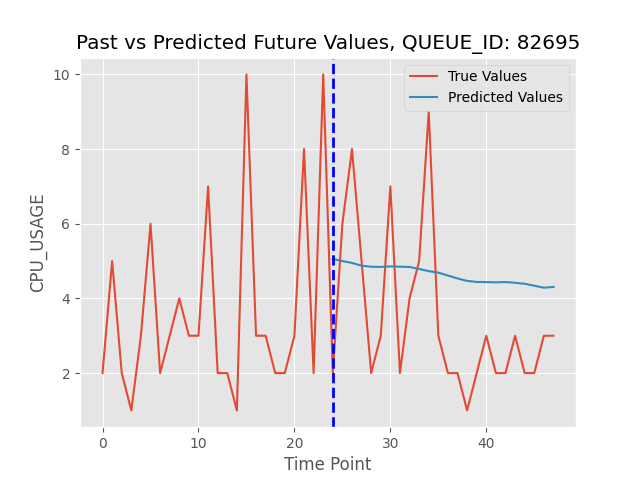 Past vs Predicted Future Values, QUEUE_ID: 82695
True Values
Predicted Values
CPU_USAGE
10
8
6
4
2
0
10
20
30
40
Time Point